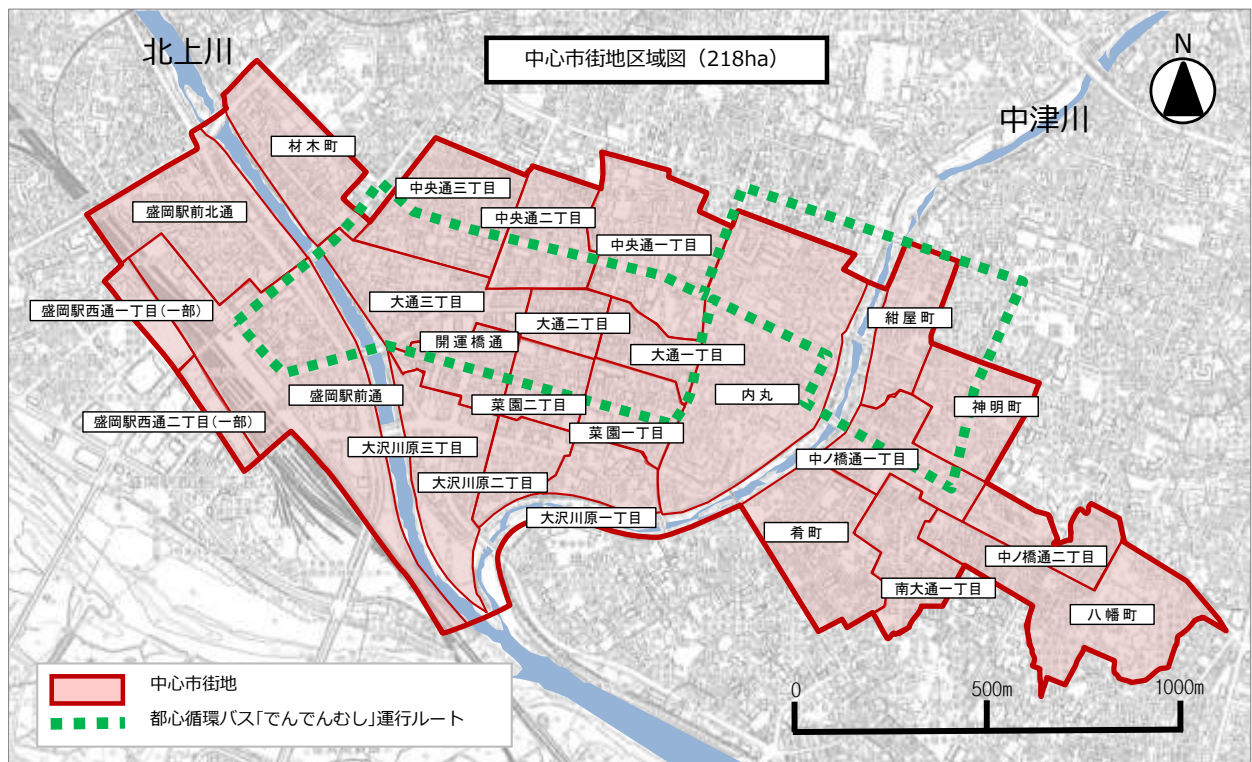 北上川
中心市街地区域図（218ha）
N
中津川
材木町
中央通三丁目
盛岡駅前北通
中央通二丁目
中央通一丁目
盛岡駅西通一丁目（一部）
大通三丁目
大通二丁目
紺屋町
開運橋通
大通一丁目
盛岡駅前通
内丸
菜園二丁目
神明町
盛岡駅西通二丁目（一部）
菜園一丁目
大沢川原三丁目
中ノ橋通一丁目
大沢川原二丁目
大沢川原一丁目
肴町
中ノ橋通二丁目
南大通一丁目
八幡町
中心市街地
都心循環バス「でんでんむし」運行ルート
0 500m 1000m